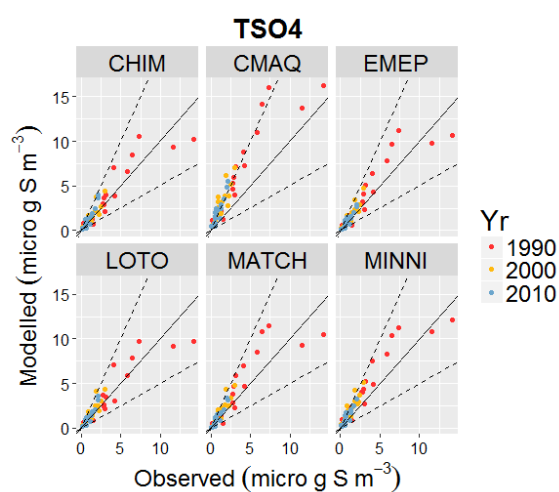 TSO4
CHIM CMAQ EMEP
15
10
5
0
LOTO MATCH MINNI
15
10
5
0
0 5 10 0 5 10 0 5 10
Modelled (micro g S m⁻³)
Observed (micro g S m⁻³)
Yr
1990
2000
2010